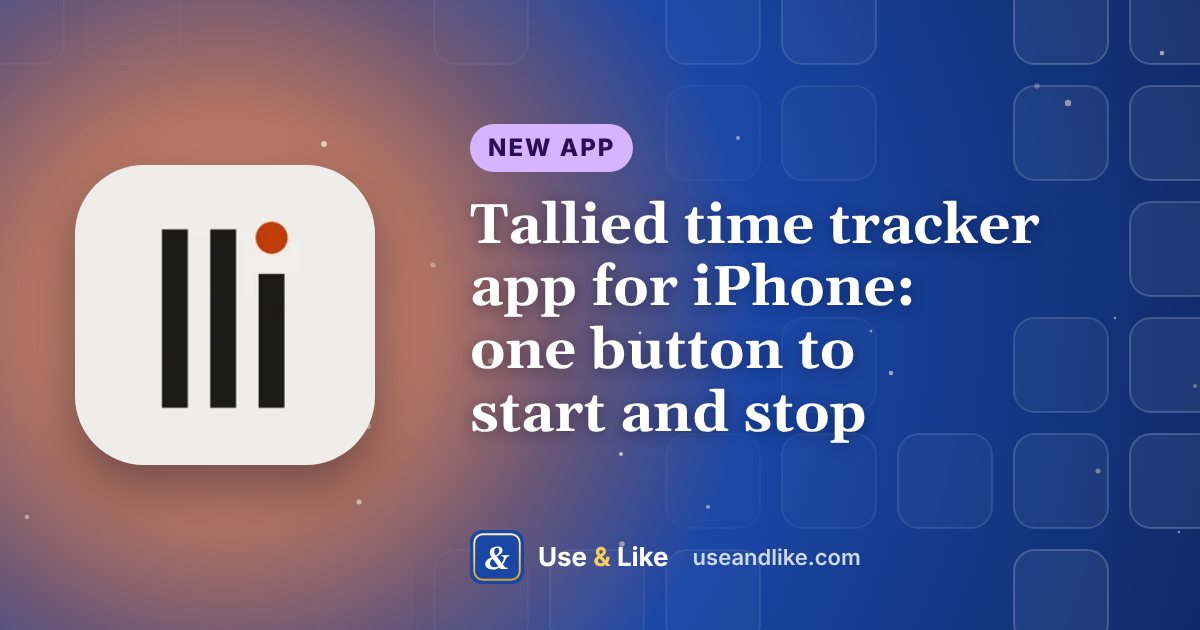 NEW APP
Tallied time tracker
app for iPhone:
one button to
start and stop
& Use & Like useandlike.com